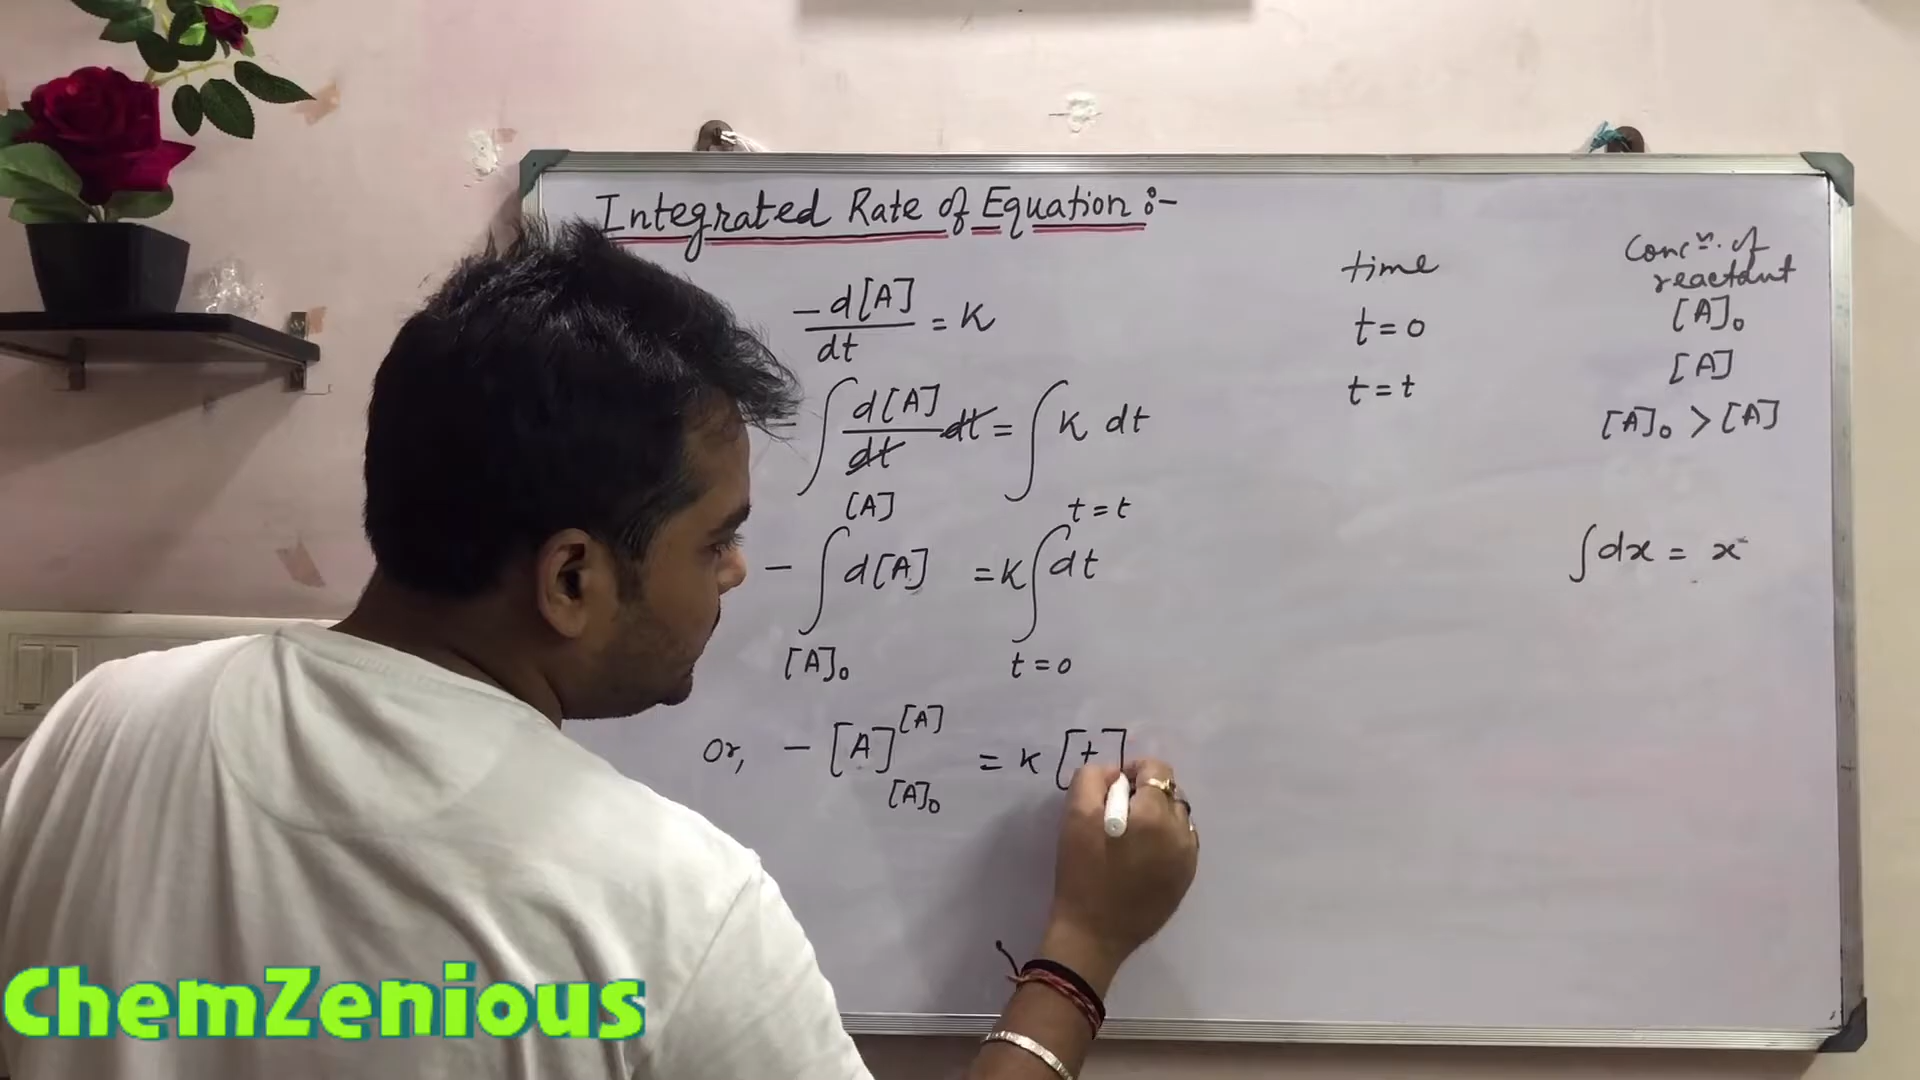 Integrated Rate of Equation :-
-d[A]/dt = K
- ∫ d[A]/dt dt = ∫ K dt
- ∫ d[A] = K ∫ dt
[A]
[A]₀
t = t
t = 0
Or, - [A] [A] [A]₀ = K [t]
time
t = 0
t = t
Concⁿ. of
reactant
[A]₀
[A]
[A]₀ > [A]
∫ dx = x
ChemZenious